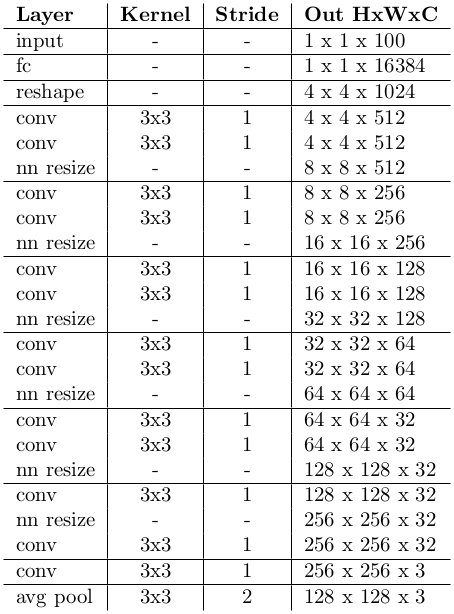 Layer Kernel Stride Out HxWxC
input - - 1 x 1 x 100
fc - - 1 x 1 x 16384
reshape - - 4 x 4 x 1024
conv 3x3 1 4 x 4 x 512
conv 3x3 1 4 x 4 x 512
nn resize - - 8 x 8 x 512
conv 3x3 1 8 x 8 x 256
conv 3x3 1 8 x 8 x 256
nn resize - - 16 x 16 x 256
conv 3x3 1 16 x 16 x 128
conv 3x3 1 16 x 16 x 128
nn resize - - 32 x 32 x 128
conv 3x3 1 32 x 32 x 64
conv 3x3 1 32 x 32 x 64
nn resize - - 64 x 64 x 64
conv 3x3 1 64 x 64 x 32
conv 3x3 1 64 x 64 x 32
nn resize - - 128 x 128 x 32
conv 3x3 1 128 x 128 x 32
nn resize - - 256 x 256 x 32
conv 3x3 1 256 x 256 x 32
conv 3x3 1 256 x 256 x 3
avg pool 3x3 2 128 x 128 x 3